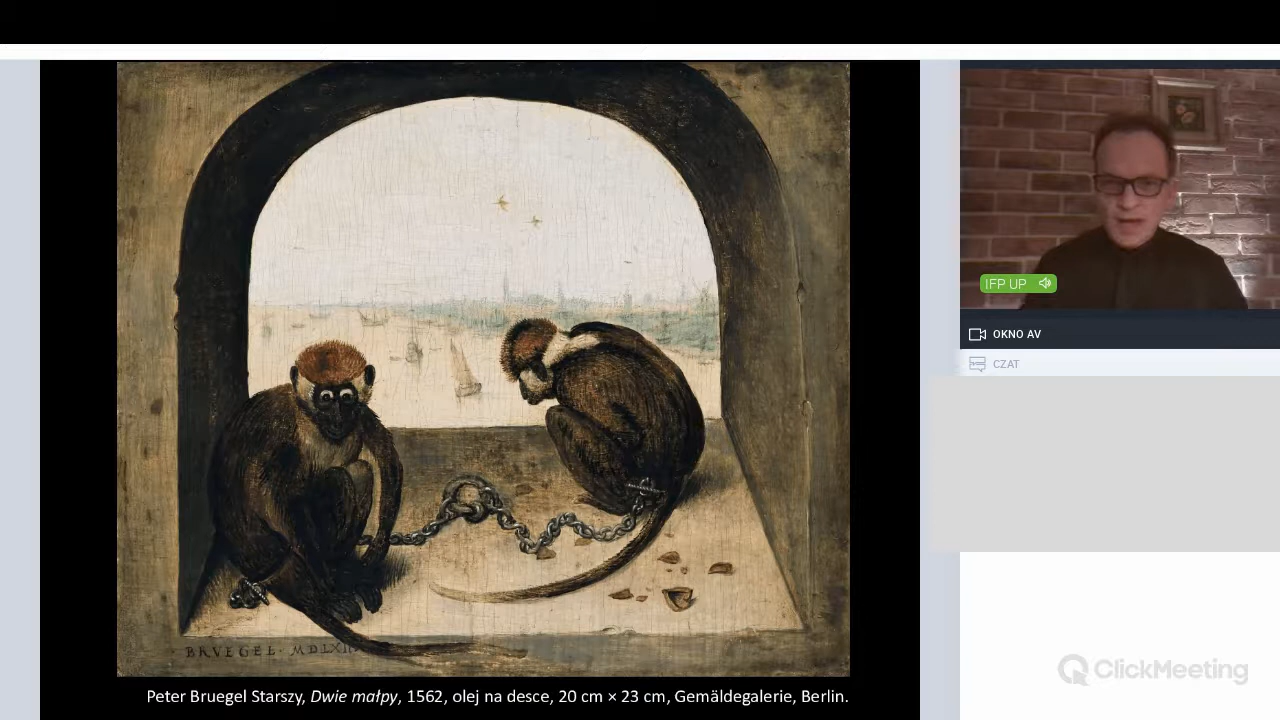 BRVEGEL · MDLXII
Peter Bruegel Starszy, Dwie małpy, 1562, olej na desce, 20 cm × 23 cm, Gemäldegalerie, Berlin.
IFP UP
OKNO AV
CZAT
ClickMeeting